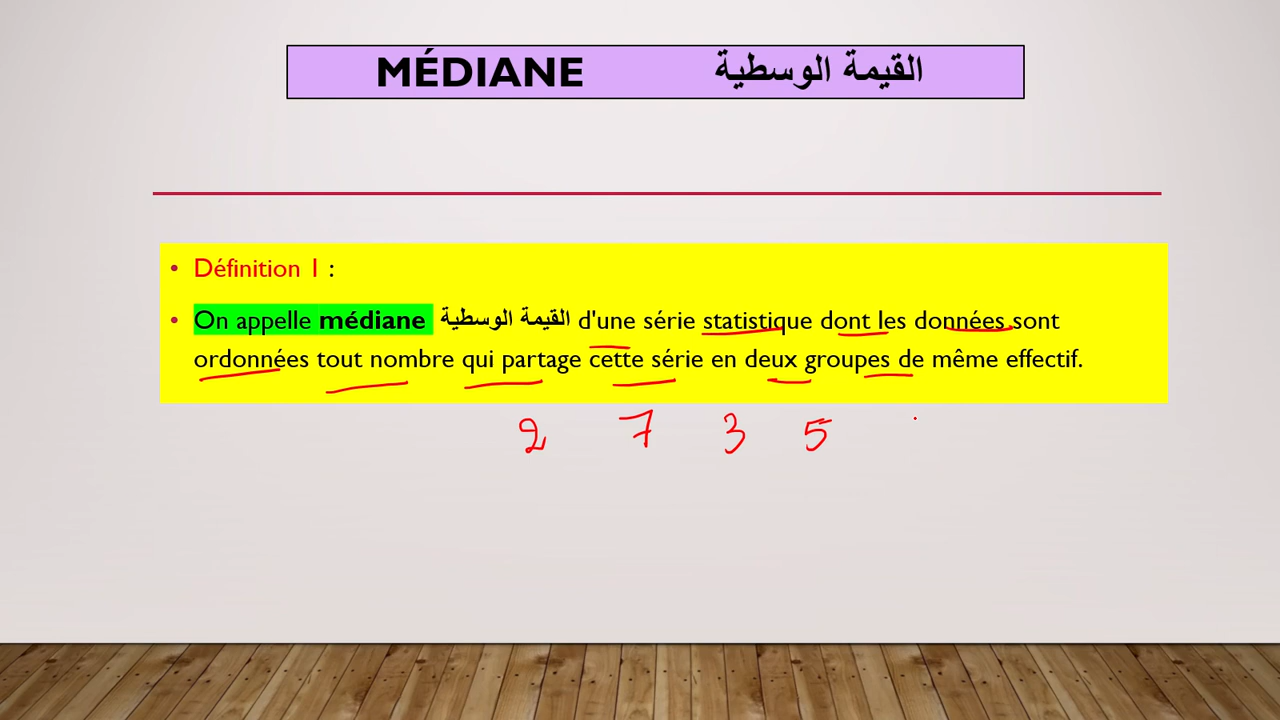 MÉDIANE القيمة الوسطية
• Définition 1 :
• On appelle médiane القيمة الوسطية d'une série statistique dont les données sont
ordonnées tout nombre qui partage cette série en deux groupes de même effectif.
2 7 3 5